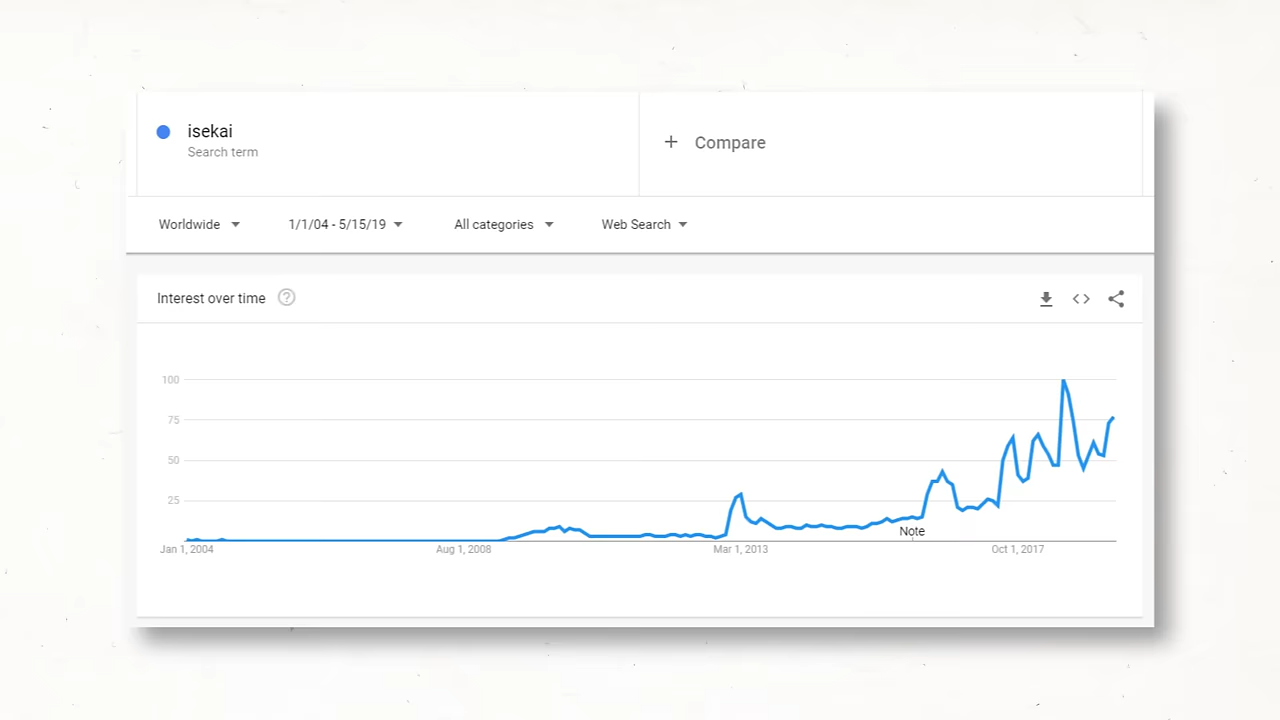 isekai
Search term
+ Compare
Worldwide
1/1/04 - 5/15/19
All categories
Web Search
Interest over time ?
100
75
50
25
Note
Jan 1, 2004
Aug 1, 2008
Mar 1, 2013
Oct 1, 2017